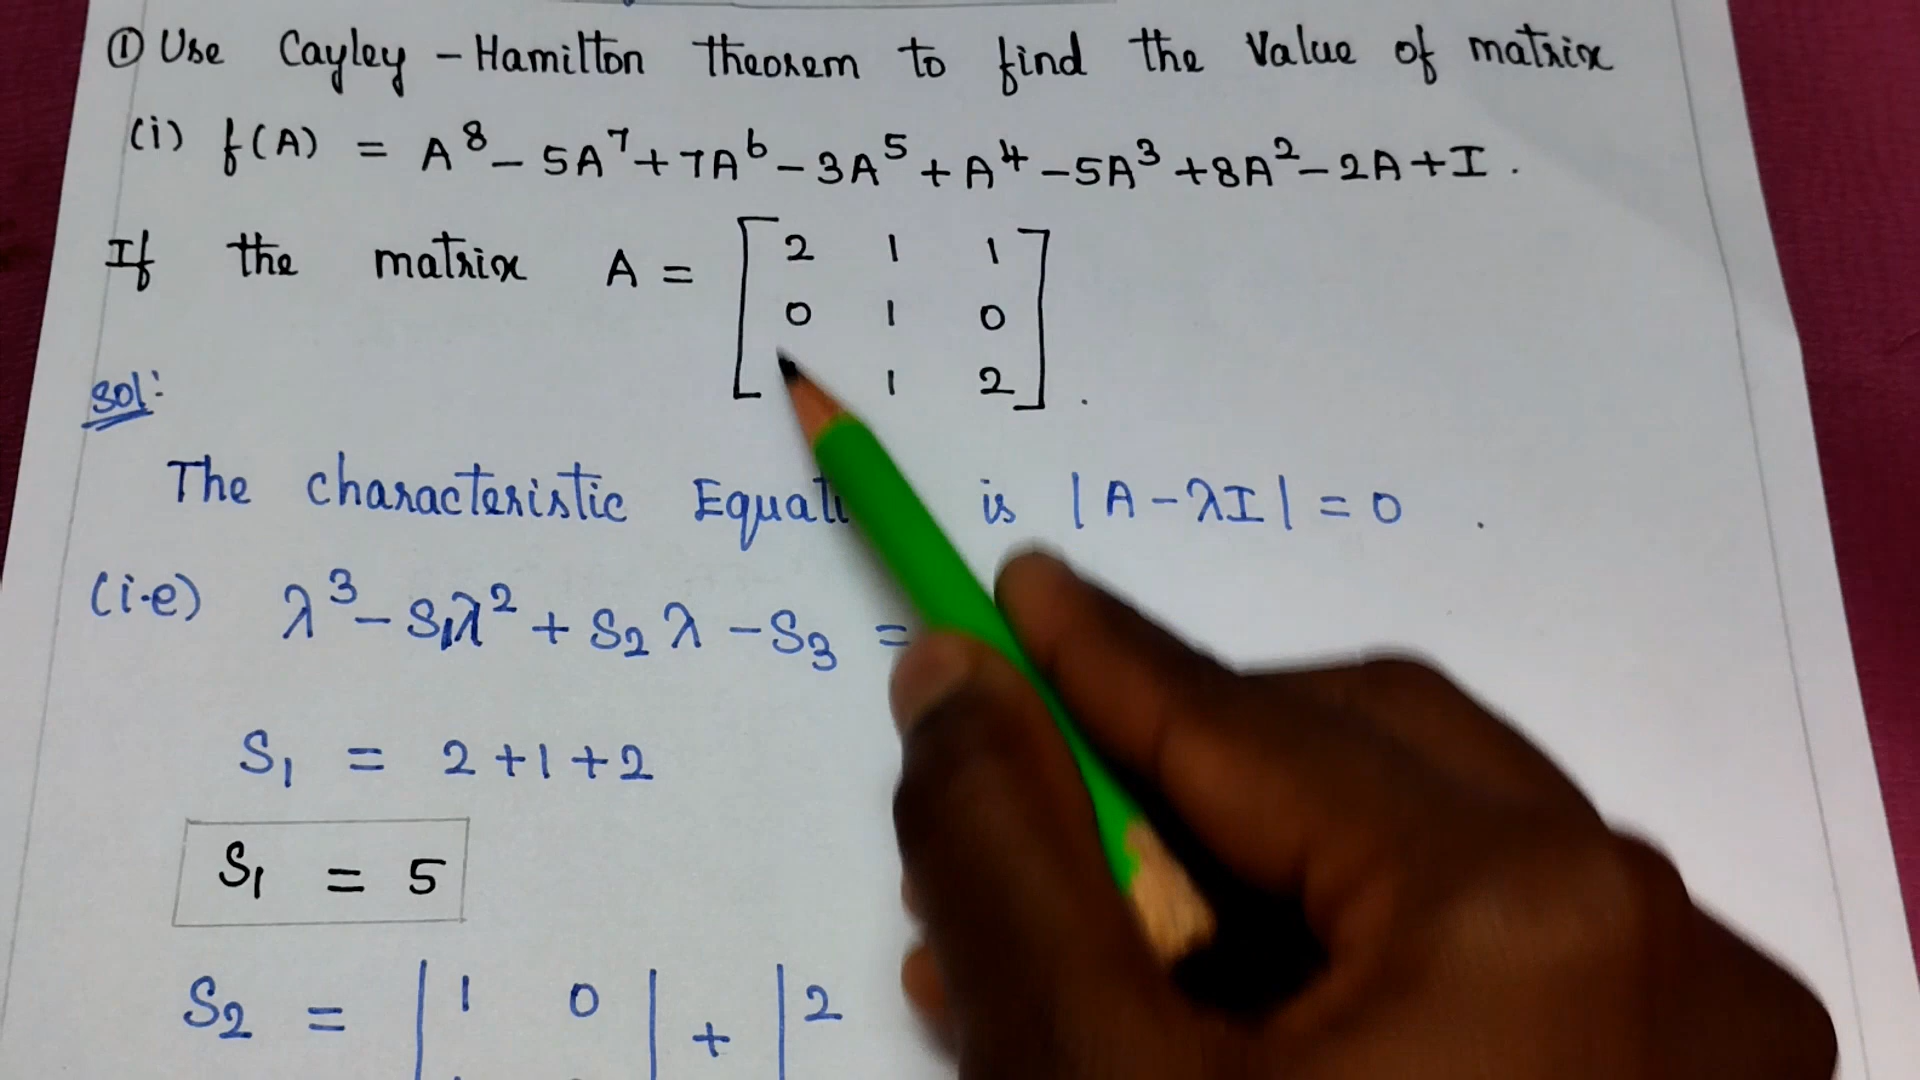 ① Use Cayley - Hamilton theorem to find the Value of matrix
(i) f(A) = A⁸ - 5A⁷ + 7A⁶ - 3A⁵ + A⁴ - 5A³ + 8A² - 2A + I .
If the matrix A = [ 2 1 1
0 1 0
1 2 ] .
Sol:
The characteristic is |A - λI| = 0 .
(i.e) λ³ - S₁λ² + S₂λ - S₃ =
S₁ = 2 + 1 + 2
S₁ = 5
S₂ = | 1 0 | + | 2